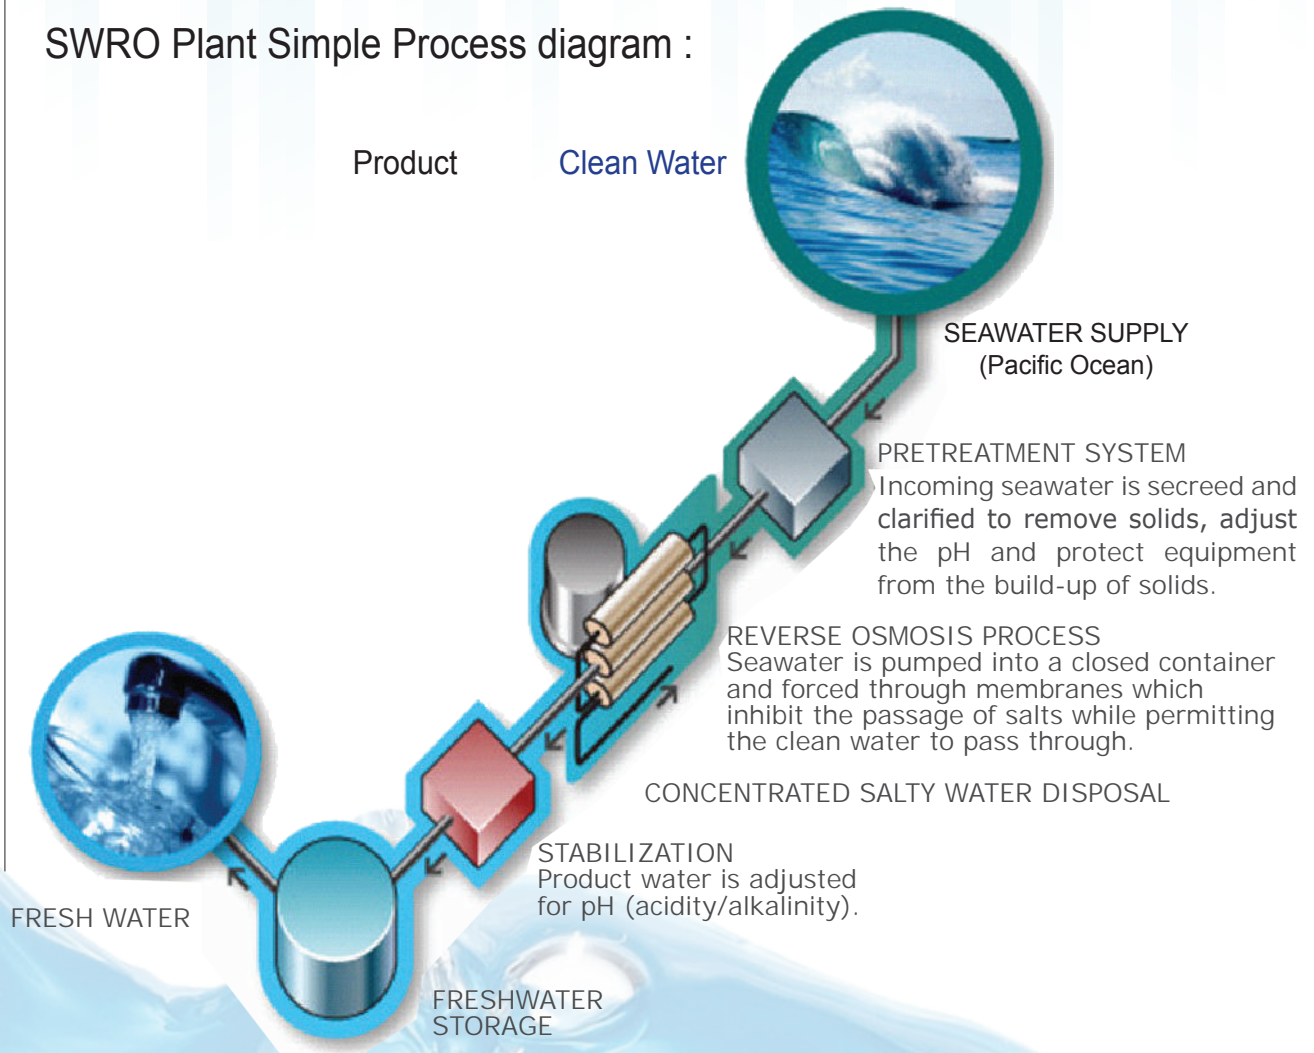 SWRO Plant Simple Process diagram :
Product Clean Water
SEAWATER SUPPLY
(Pacific Ocean)
PRETREATMENT SYSTEM
Incoming seawater is secreed and
clarified to remove solids, adjust
the pH and protect equipment
from the build-up of solids.
REVERSE OSMOSIS PROCESS
Seawater is pumped into a closed container
and forced through membranes which
inhibit the passage of salts while permitting
the clean water to pass through.
CONCENTRATED SALTY WATER DISPOSAL
STABILIZATION
Product water is adjusted
for pH (acidity/alkalinity).
FRESH WATER
FRESHWATER
STORAGE